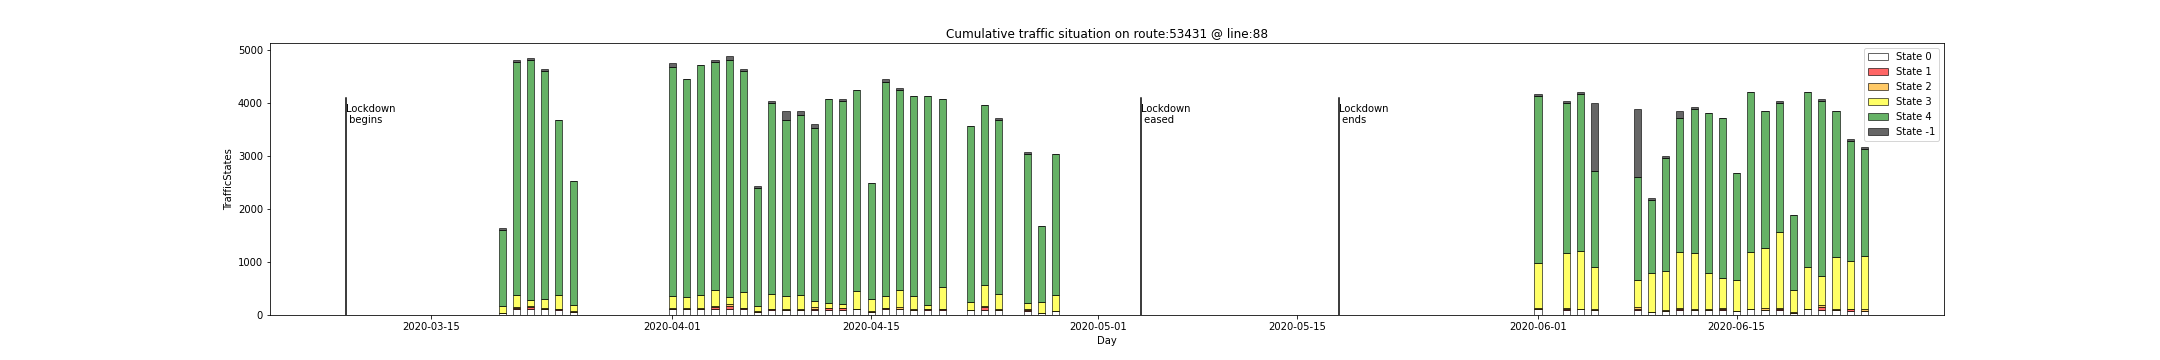 Cumulative traffic situation on route:53431 @ line:88
5000
4000
3000
2000
1000
0
TrafficStates
Lockdown
begins
Lockdown
eased
Lockdown
ends
State 0
State 1
State 2
State 3
State 4
State -1
2020-03-15
2020-04-01
2020-04-15
2020-05-01
2020-05-15
2020-06-01
2020-06-15
Day